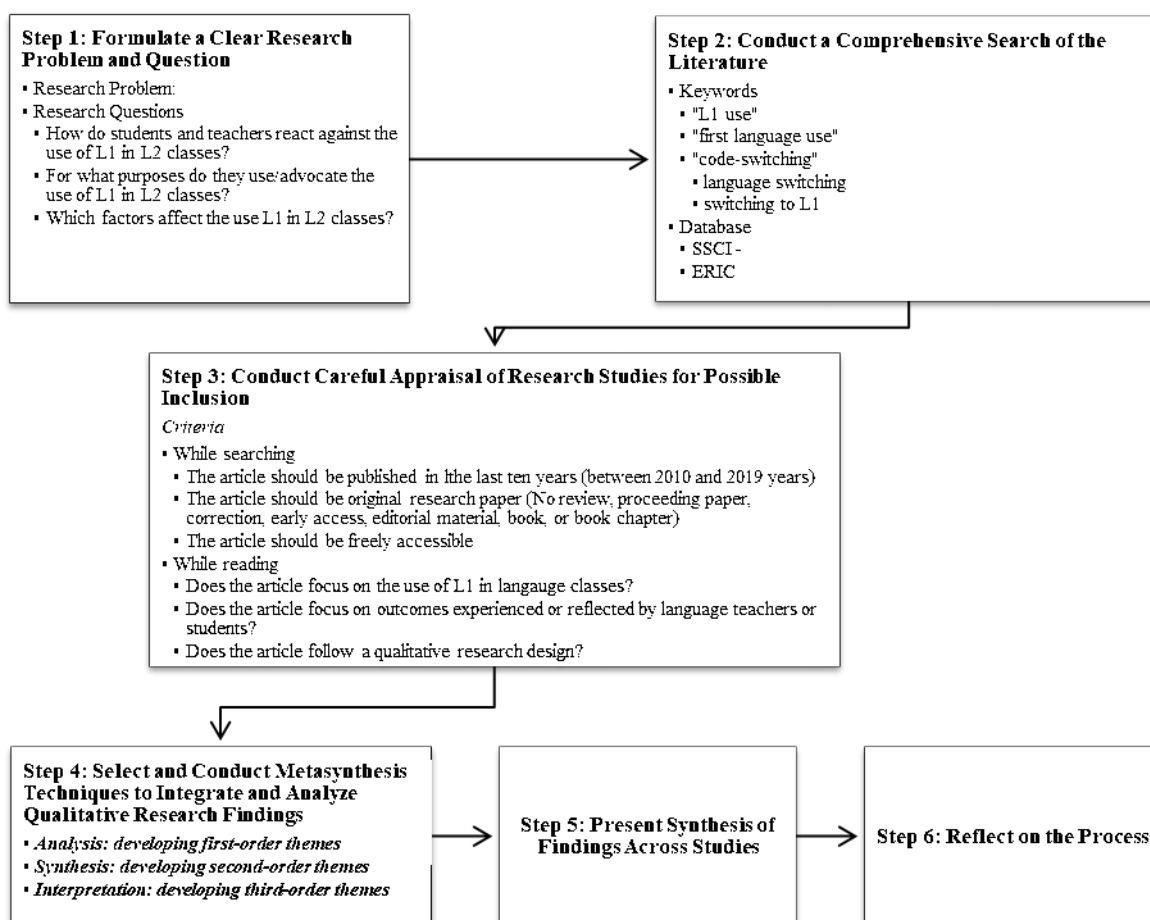 Step 1: Formulate a Clear Research
Problem and Question
▪ Research Problem:
▪ Research Questions
▪ How do students and teachers react against the
use of L1 in L2 classes?
▪ For what purposes do they use/advocate the
use of L1 in L2 classes?
▪ Which factors affect the use L1 in L2 classes?
Step 2: Conduct a Comprehensive Search of the
Literature
▪ Keywords
▪ "L1 use"
▪ "first language use"
▪ "code-switching"
▪ language switching
▪ switching to L1
▪ Database
▪ SSCI-
▪ ERIC
Step 3: Conduct Careful Appraisal of Research Studies for Possible
Inclusion
Criteria
▪ While searching
▪ The article should be published in lthe last ten years (between 2010 and 2019 years)
▪ The article should be original research paper (No review, proceeding paper,
correction, early access, editorial material, book, or book chapter)
▪ The article should be freely accessible
▪ While reading
▪ Does the article focus on the use of L1 in langauge classes?
▪ Does the article focus on outcomes experienced or reflected by language teachers or
students?
▪ Does the article follow a qualitative research design?
Step 4: Select and Conduct Metasynthesis
Techniques to Integrate and Analyze
Qualitative Research Findings
▪ Analysis: developing first-order themes
▪ Synthesis: developing second-order themes
▪ Interpretation: developing third-order themes
Step 5: Present Synthesis of
Findings Across Studies
Step 6: Reflect on the Process